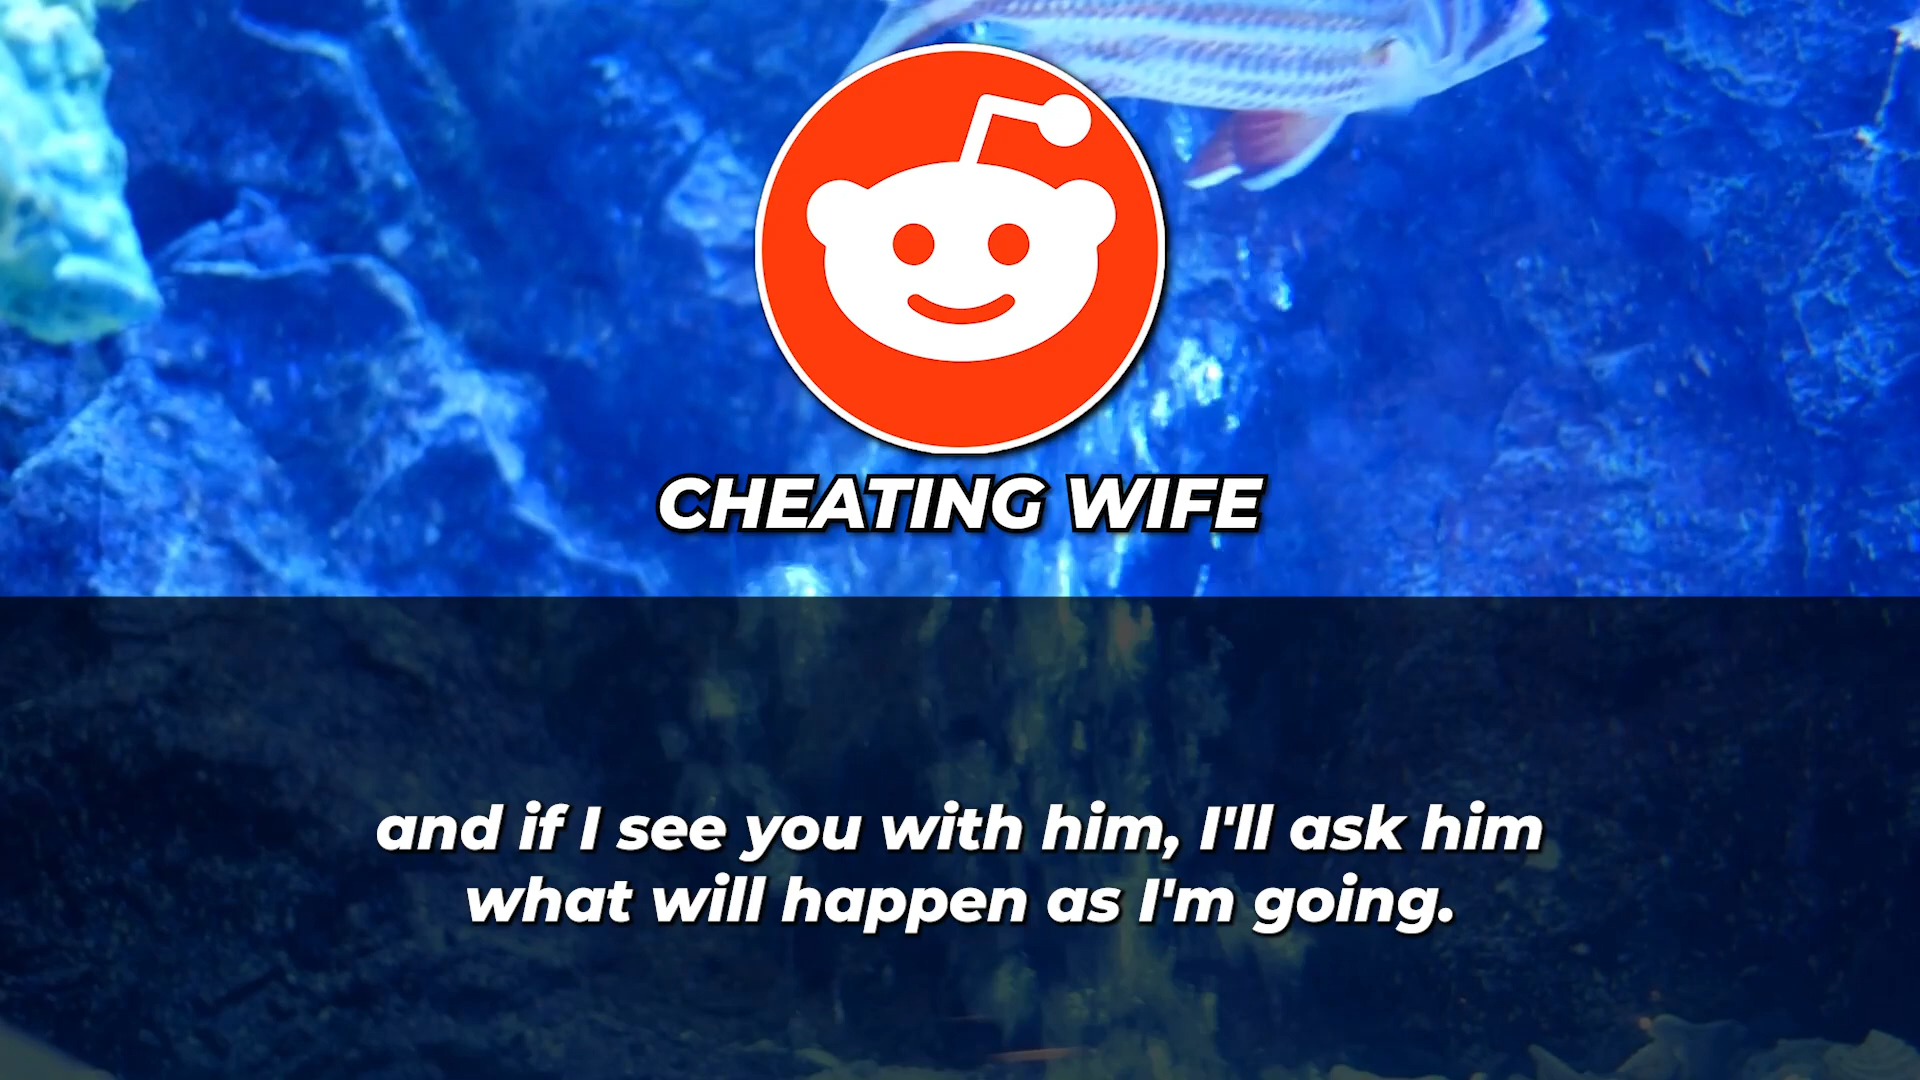 CHEATING WIFE
and if I see you with him, I'll ask him
what will happen as I'm going.